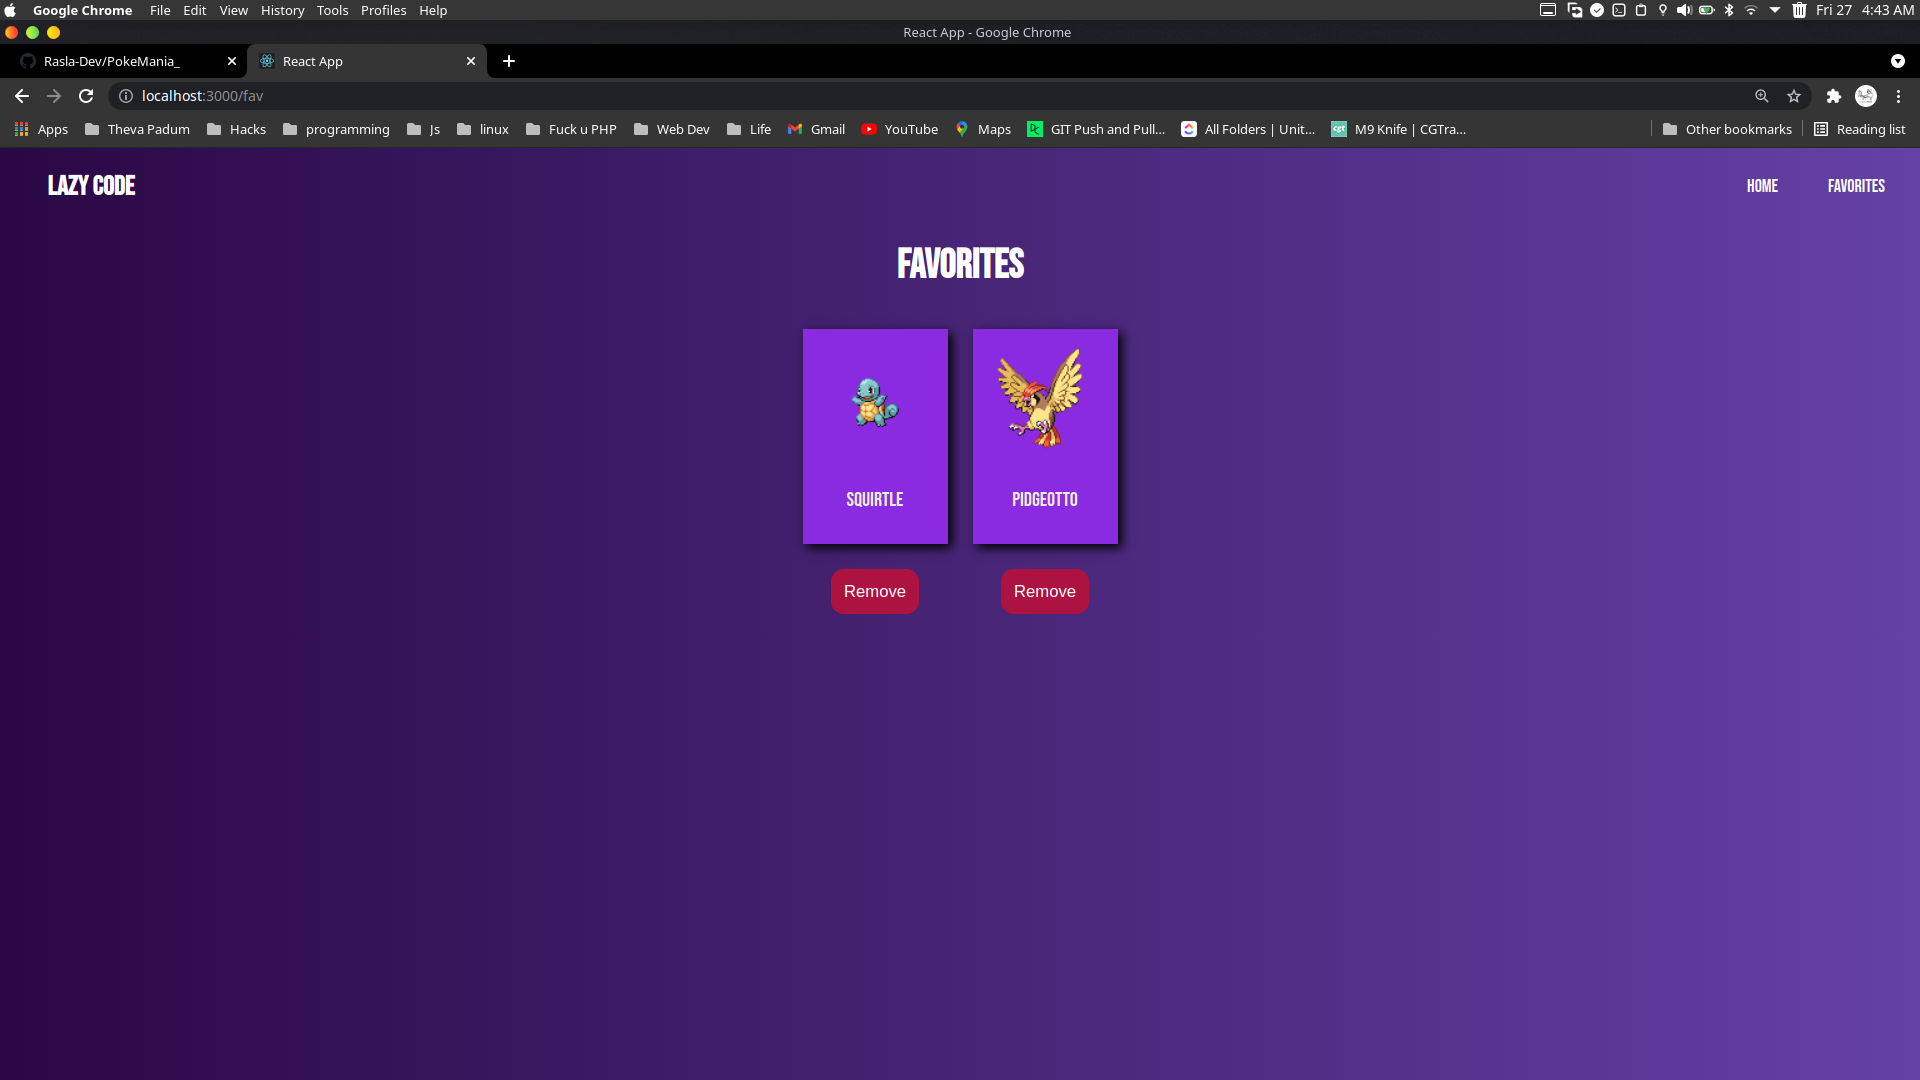 Google Chrome File Edit View History Tools Profiles Help Fri 27 4:43 AM
React App - Google Chrome
Rasla-Dev/PokeMania_ React App
localhost:3000/fav
Apps Theva Padum Hacks programming Js linux Fuck u PHP Web Dev Life Gmail YouTube Maps GIT Push and Pull... All Folders | Unit... cgt M9 Knife | CGTra... Other bookmarks Reading list
LAZY CODE HOME FAVORITES
FAVORITES
SQUIRTLE PIDGEOTTO
Remove Remove